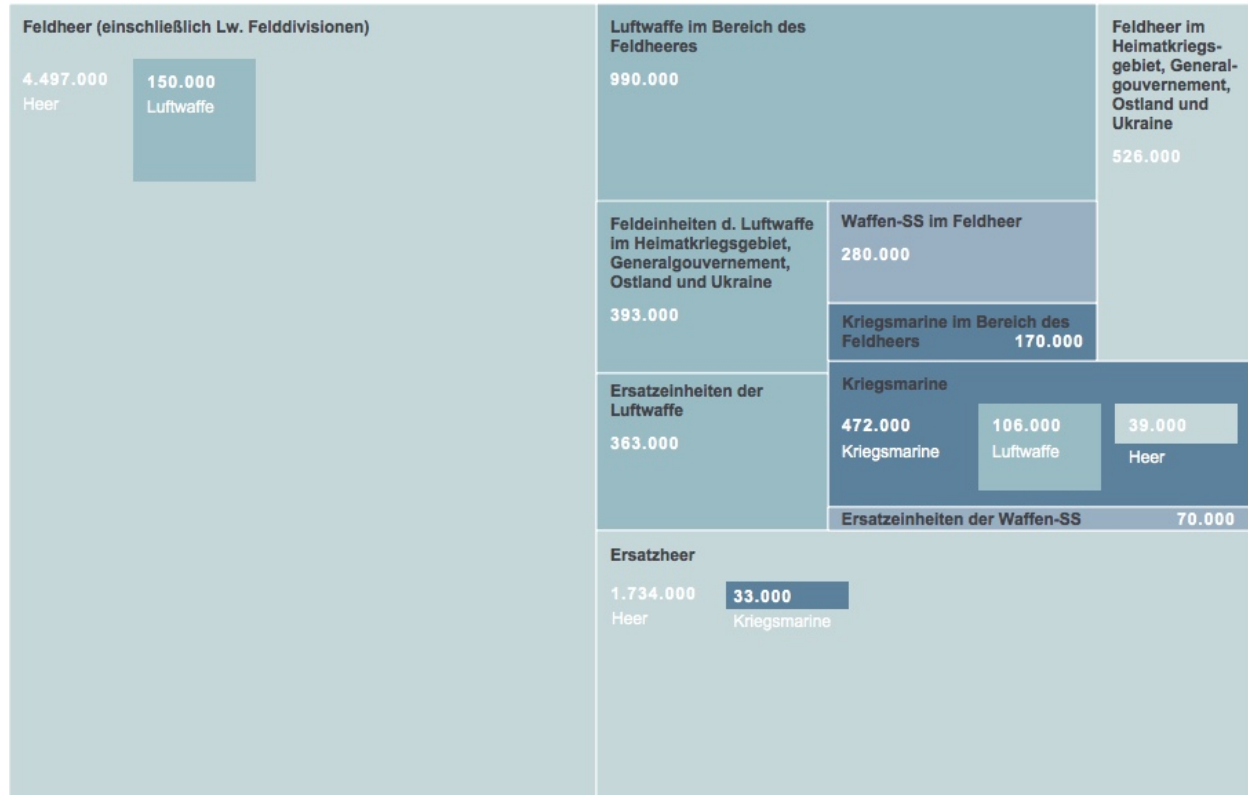 Feldheer (einschließlich Lw. Felddivisionen)
4.497.000
Heer
150.000
Luftwaffe
Luftwaffe im Bereich des
Feldheeres
990.000
Feldheer im
Heimatkriegs-
gebiet, General-
gouvernement,
Ostland und
Ukraine
526.000
Feldeinheiten d. Luftwaffe
im Heimatkriegsgebiet,
Generalgouvernement,
Ostland und Ukraine
393.000
Waffen-SS im Feldheer
280.000
Kriegsmarine im Bereich des
Feldheers 170.000
Ersatzeinheiten der
Luftwaffe
363.000
Kriegsmarine
472.000
Kriegsmarine
106.000
Luftwaffe
39.000
Heer
Ersatzeinheiten der Waffen-SS 70.000
Ersatzheer
1.734.000
Heer
33.000
Kriegsmarine